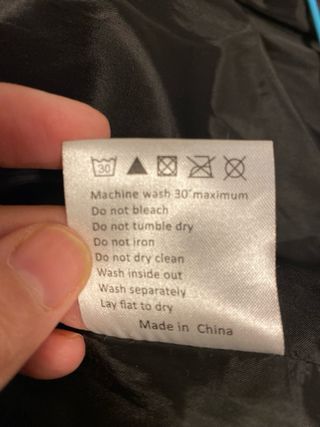 30
Machine wash 30°maximum
Do not bleach
Do not tumble dry
Do not iron
Do not dry clean
Wash inside out
Wash separately
Lay flat to dry
Made in China